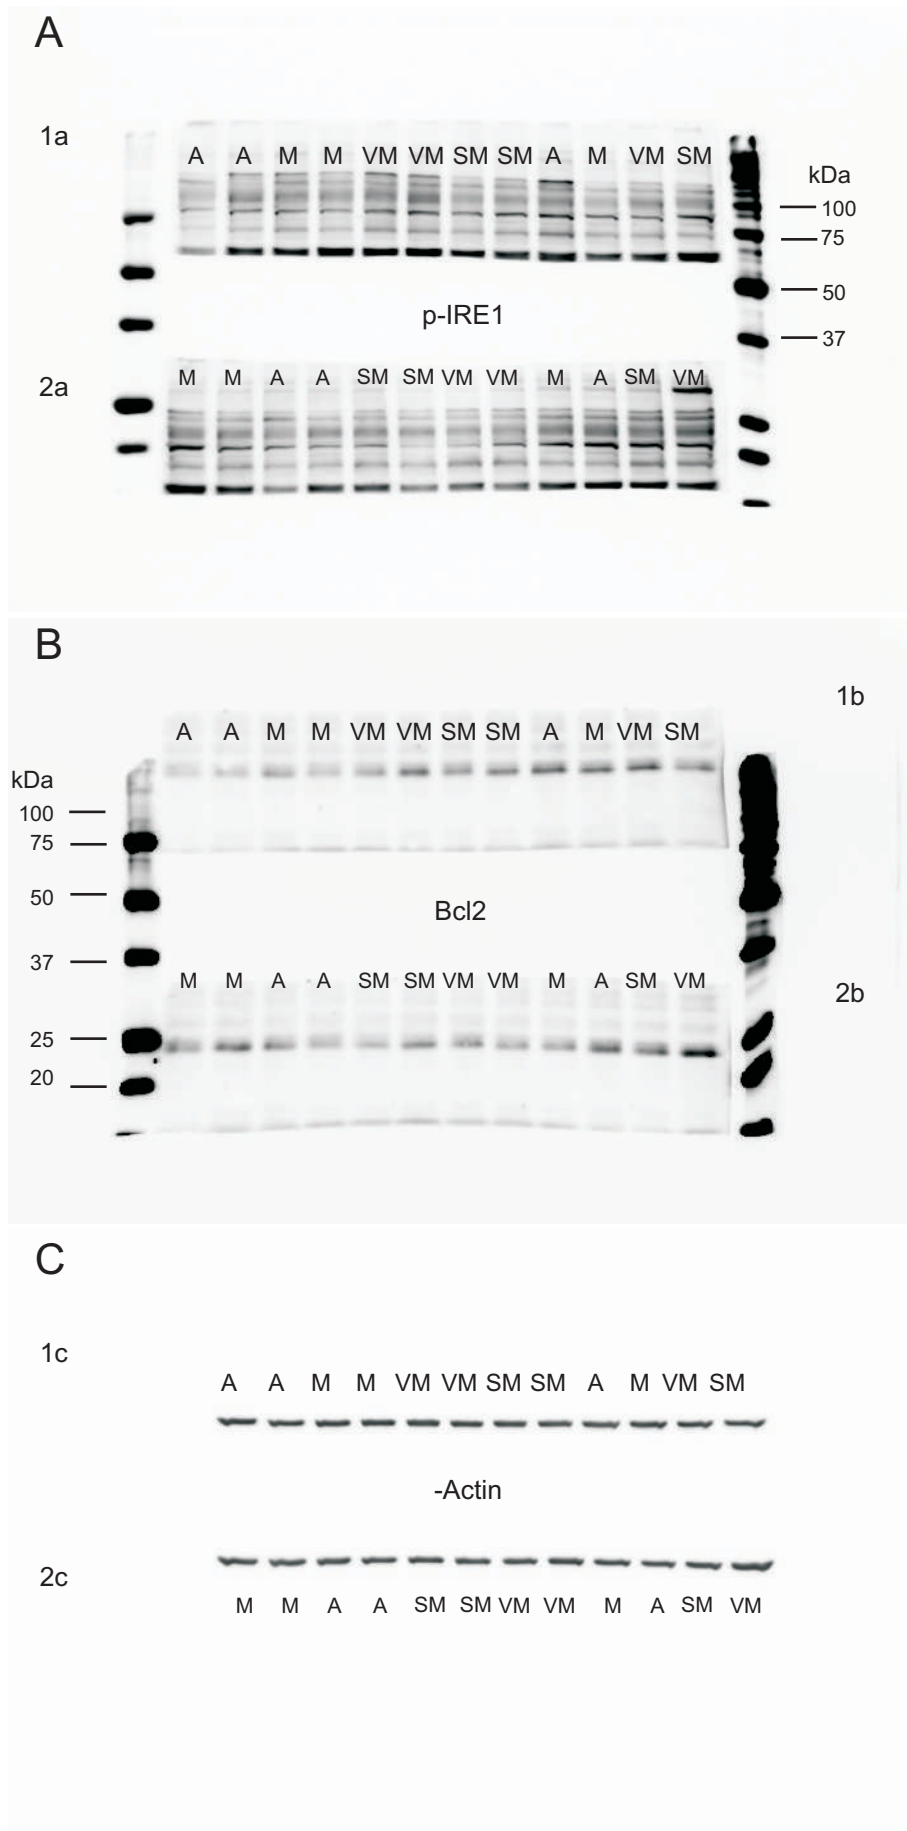 A
1a
A A M M VM VM SM SM A M VM SM
kDa
100
75
50
37
p-IRE1
2a
M M A A SM SM VM VM M A SM VM
B
1b
A A M M VM VM SM SM A M VM SM
kDa
100
75
50
37
25
20
Bcl2
M M A A SM SM VM VM M A SM VM
2b
C
1c
A A M M VM VM SM SM A M VM SM
-Actin
2c
M M A A SM SM VM VM M A SM VM